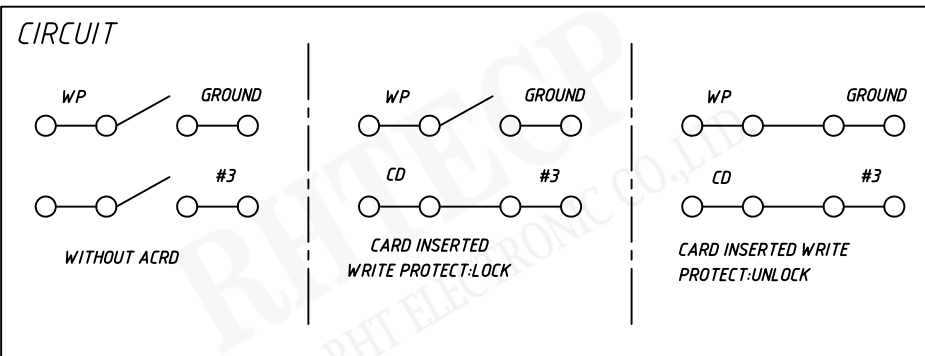 CIRCUIT
WP GROUND
#3
WITHOUT ACRD
WP GROUND
CD #3
CARD INSERTED
WRITE PROTECT:LOCK
WP GROUND
CD #3
CARD INSERTED WRITE
PROTECT:UNLOCK
RHTECP
RHT ELECTRONIC CO.,LTD